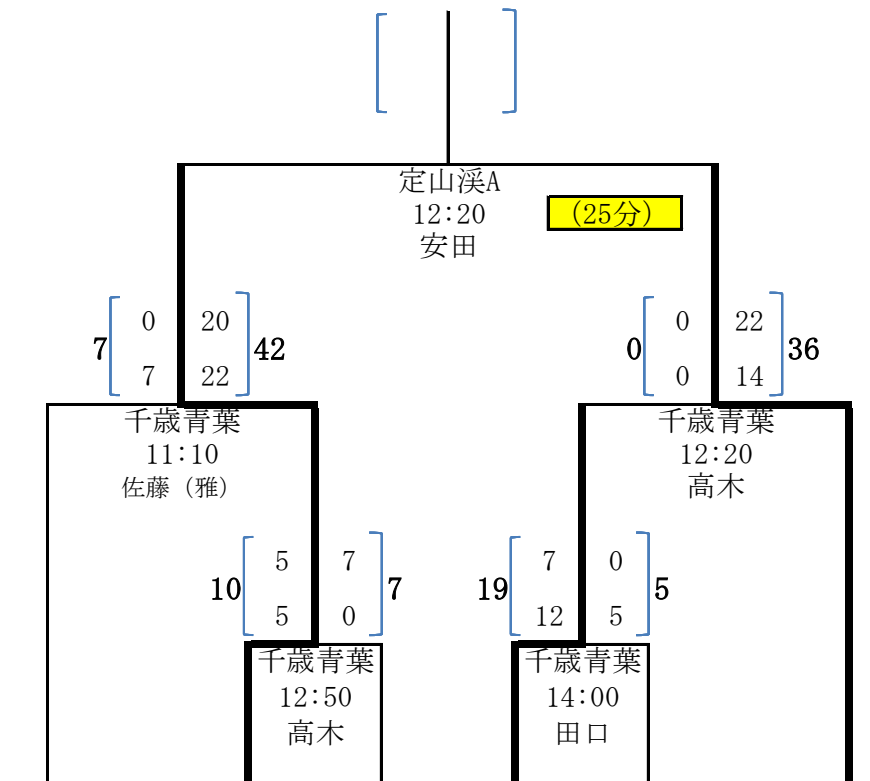 定山渓A
12:20
（25分）
安田
0 20
7 42
7 22
0 22
0 36
0 14
千歳青葉
11:10
佐藤（雅）
千歳青葉
12:20
高木
5 7
10 7
5 0
7 0
19 5
12 5
千歳青葉
12:50
高木
千歳青葉
14:00
田口